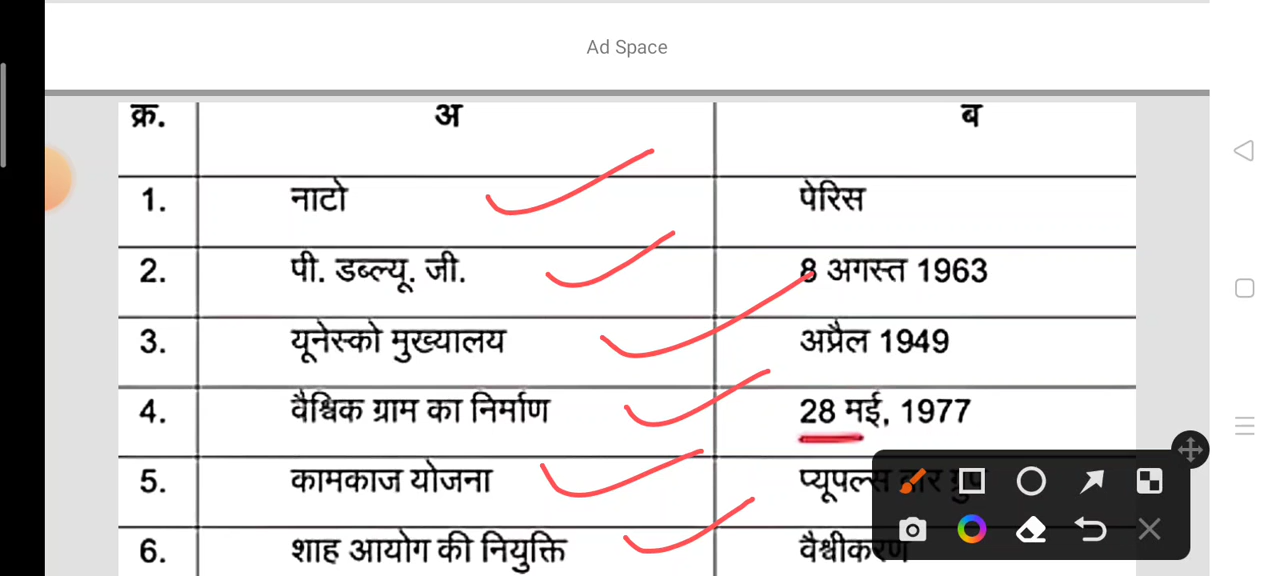 Ad Space
क्र. अ ब
1. नाटो पेरिस
2. पी. डब्ल्यू. जी. 8 अगस्त 1963
3. यूनेस्को मुख्यालय अप्रैल 1949
4. वैश्विक ग्राम का निर्माण 28 मई, 1977
5. कामकाज योजना प्यूपल्स वार ग्रुप
6. शाह आयोग की नियुक्ति वैश्वीकरण